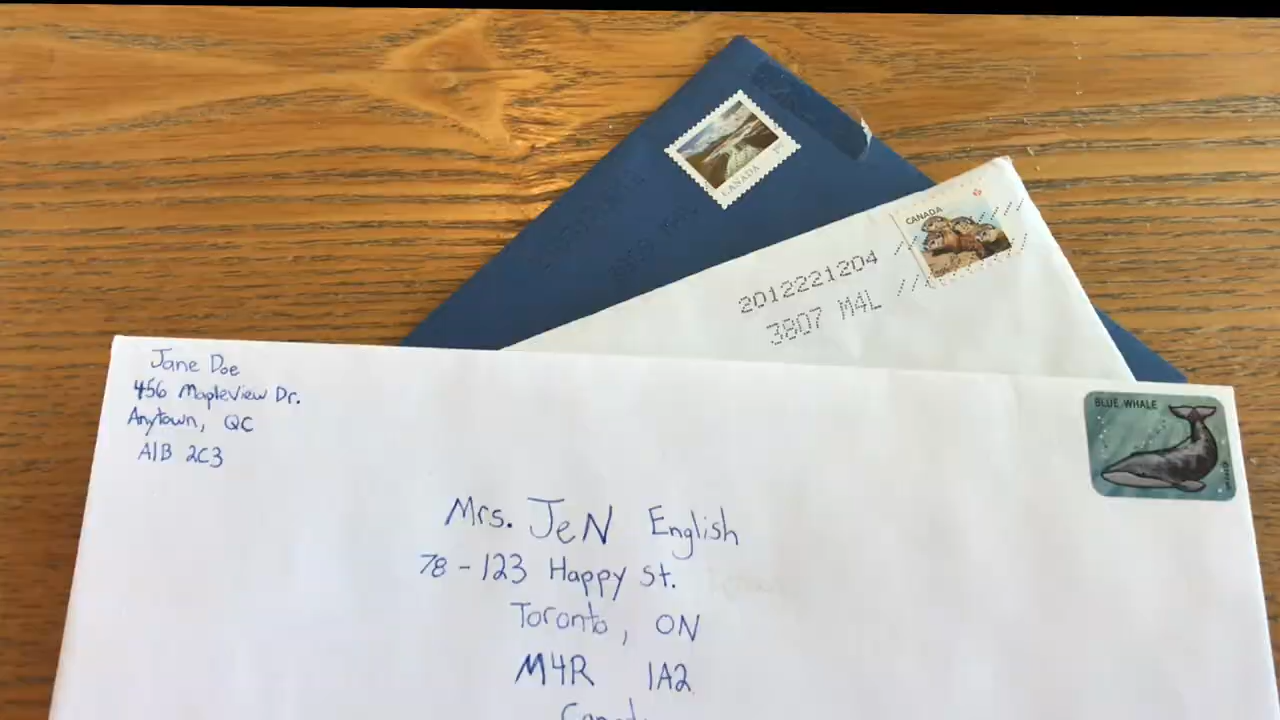 CANADA
CANADA
2012221204
3807 M4L
Jane Doe
456 Mapleview Dr.
Anytown, QC
A1B 2C3
BLUE WHALE
Mrs. JeN English
78-123 Happy St.
Toronto, ON
M4R 1A2